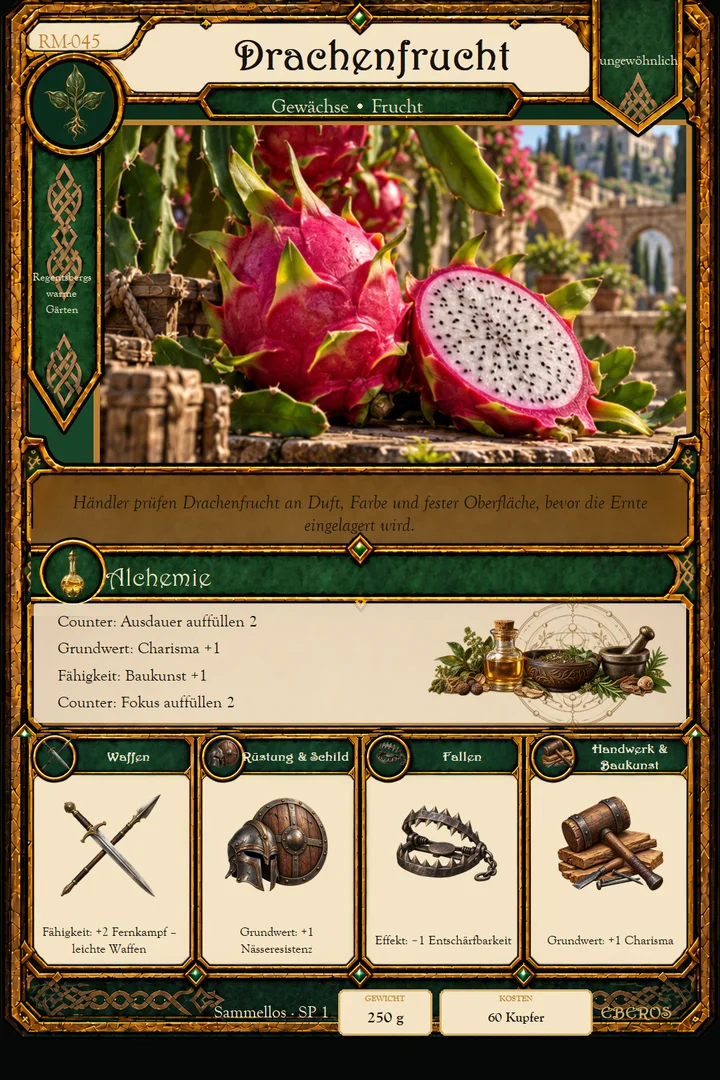 RM-045
Drachenfrucht
ungewöhnlich
Gewächse • Frucht
Regentsbergs
warme
Gärten
Händler prüfen Drachenfrucht an Duft, Farbe und fester Oberfläche, bevor die Ernte
eingelagert wird.
Alchemie
Counter: Ausdauer auffüllen 2
Grundwert: Charisma +1
Fähigkeit: Baukunst +1
Counter: Fokus auffüllen 2
Waffen
Rüstung & Schild
Fallen
Handwerk &
Baukunst
Fähigkeit: +2 Fernkampf –
leichte Waffen
Grundwert: +1
Nässeresistenz
Effekt: −1 Entschärfbarkeit
Grundwert: +1 Charisma
Sammellos · SP 1
GEWICHT
250 g
KOSTEN
60 Kupfer
EBEROS